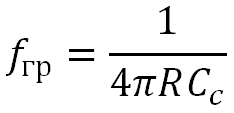 f_гр = 1 / (4πRC_c)